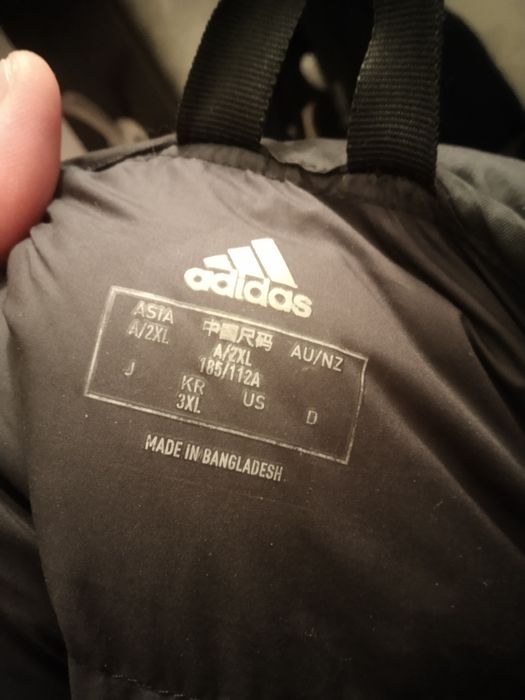 adidas
ASIA 中国尺码 AU/NZ
A/2XL A/2XL
185/112A
J KR US D
3XL
MADE IN BANGLADESH